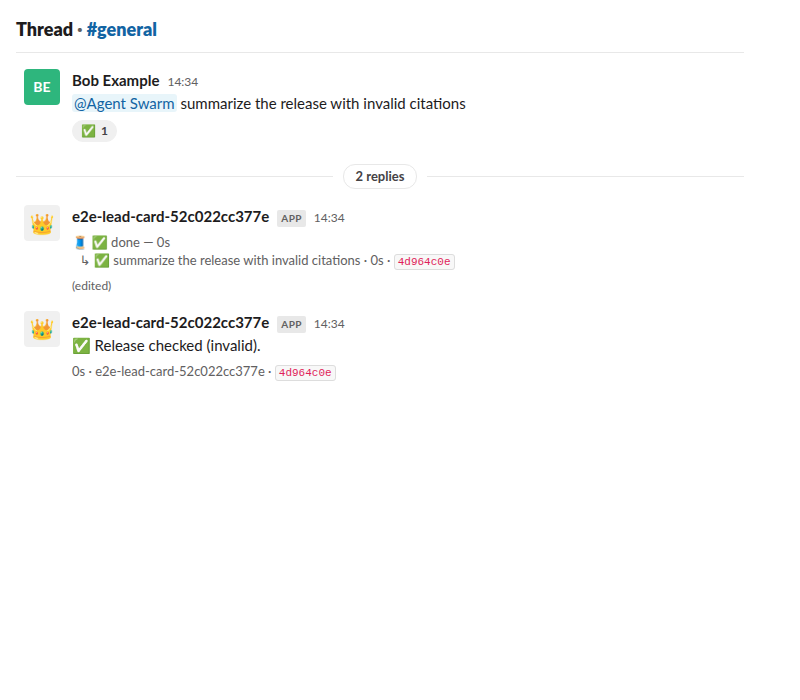 Thread • #general
BE
Bob Example 14:34
@Agent Swarm summarize the release with invalid citations
✅ 1
2 replies
e2e-lead-card-52c022cc377e APP 14:34
🧵 ✅ done — 0s
↳ ✅ summarize the release with invalid citations · 0s · 4d964c0e
(edited)
e2e-lead-card-52c022cc377e APP 14:34
✅ Release checked (invalid).
0s · e2e-lead-card-52c022cc377e · 4d964c0e